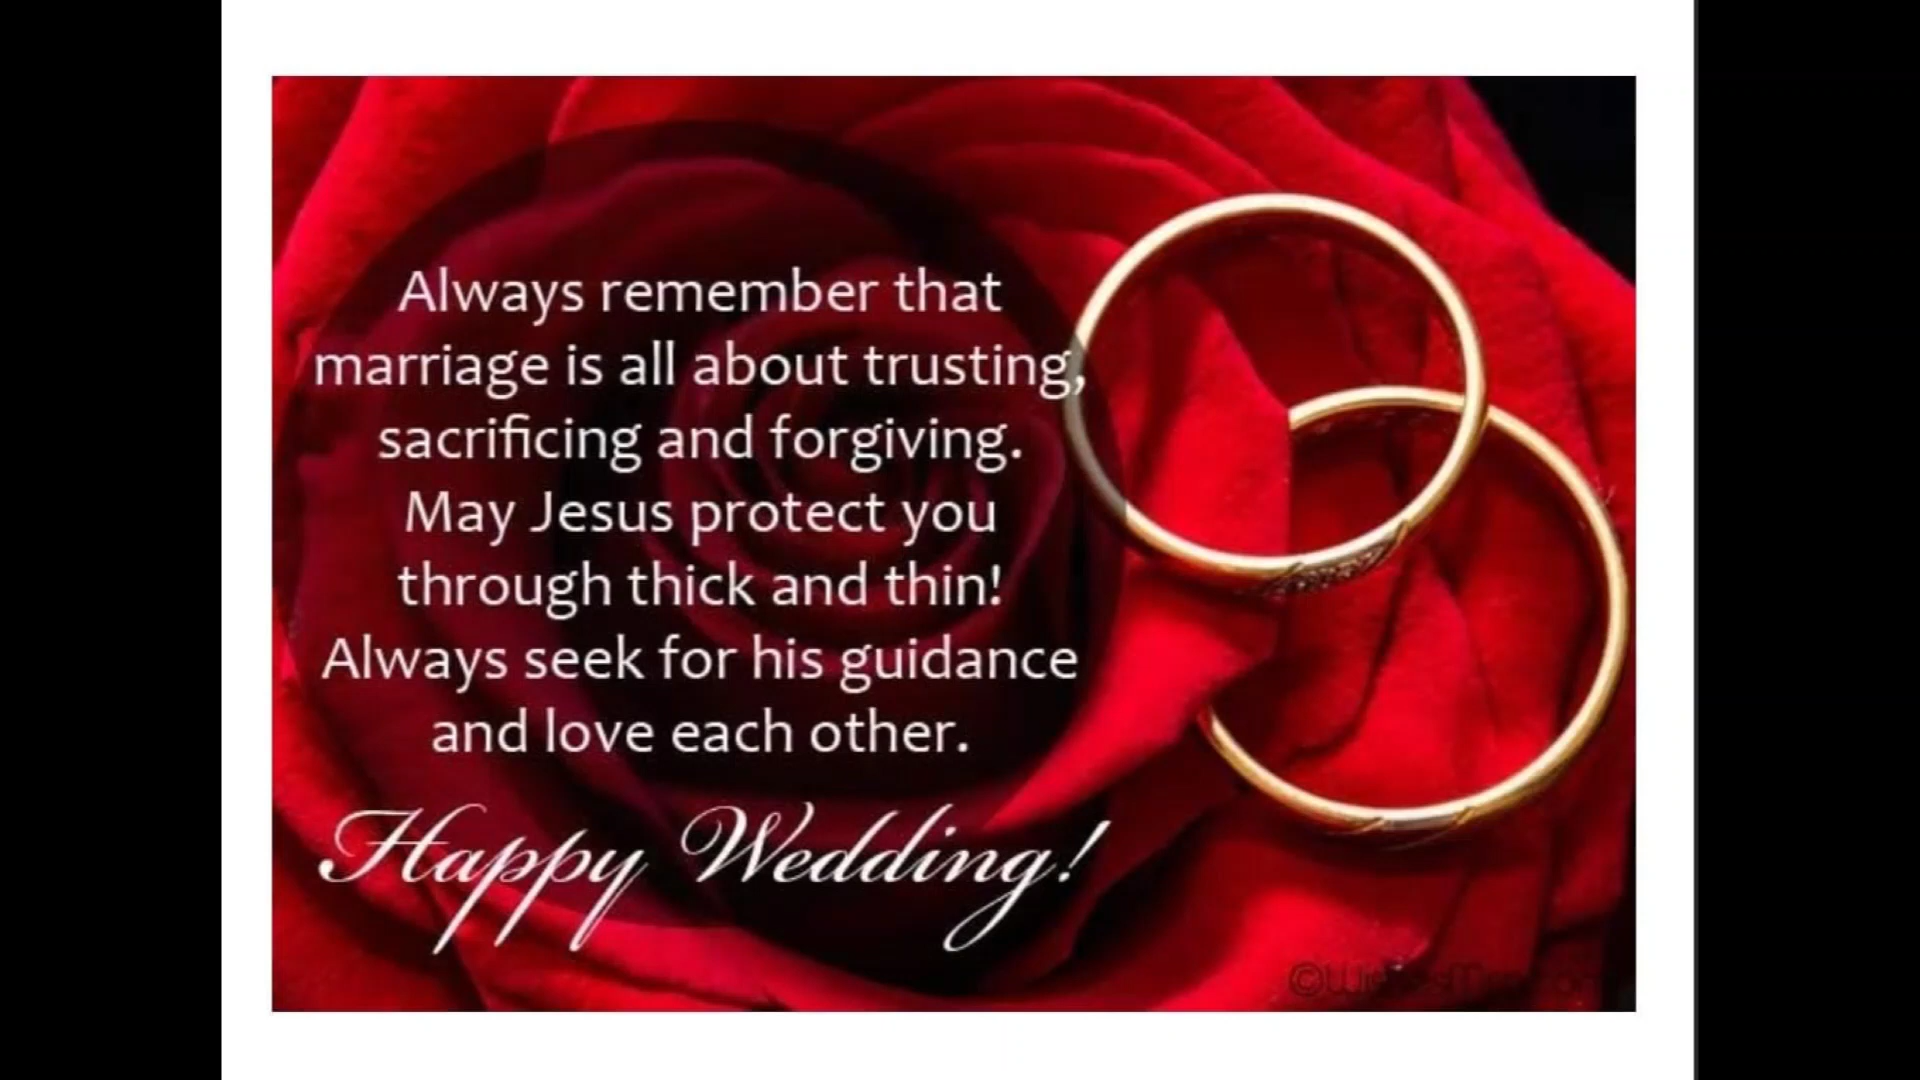 Always remember that
marriage is all about trusting,
sacrificing and forgiving.
May Jesus protect you
through thick and thin!
Always seek for his guidance
and love each other.
Happy Wedding!